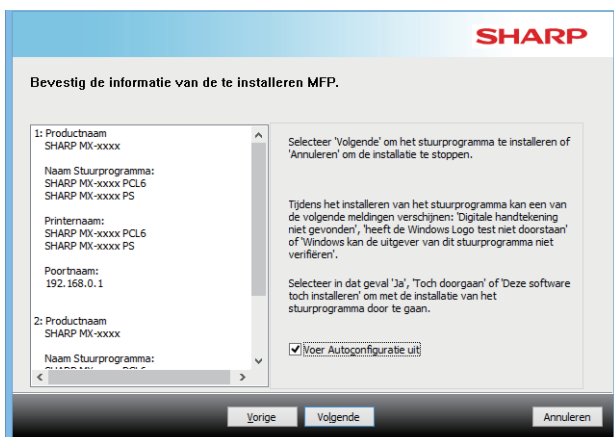 SHARP
Bevestig de informatie van de te installeren MFP.
1: Productnaam
SHARP MX-xxxx
Naam Stuurprogramma:
SHARP MX-xxxx PCL6
SHARP MX-xxxx PS
Printernaam:
SHARP MX-xxxx PCL6
SHARP MX-xxxx PS
Poortnaam:
192.168.0.1
2: Productnaam
SHARP MX-xxxx
Naam Stuurprogramma:
Selecteer 'Volgende' om het stuurprogramma te installeren of
'Annuleren' om de installatie te stoppen.
Tijdens het installeren van het stuurprogramma kan een van
de volgende meldingen verschijnen: 'Digitale handtekening
niet gevonden', 'heeft de Windows Logo test niet doorstaan'
of 'Windows kan de uitgever van dit stuurprogramma niet
verifiëren'.
Selecteer in dat geval 'Ja', 'Toch doorgaan' of 'Deze software
toch installeren' om met de installatie van het
stuurprogramma door te gaan.
Voer Autoconfiguratie uit
Vorige
Volgende
Annuleren